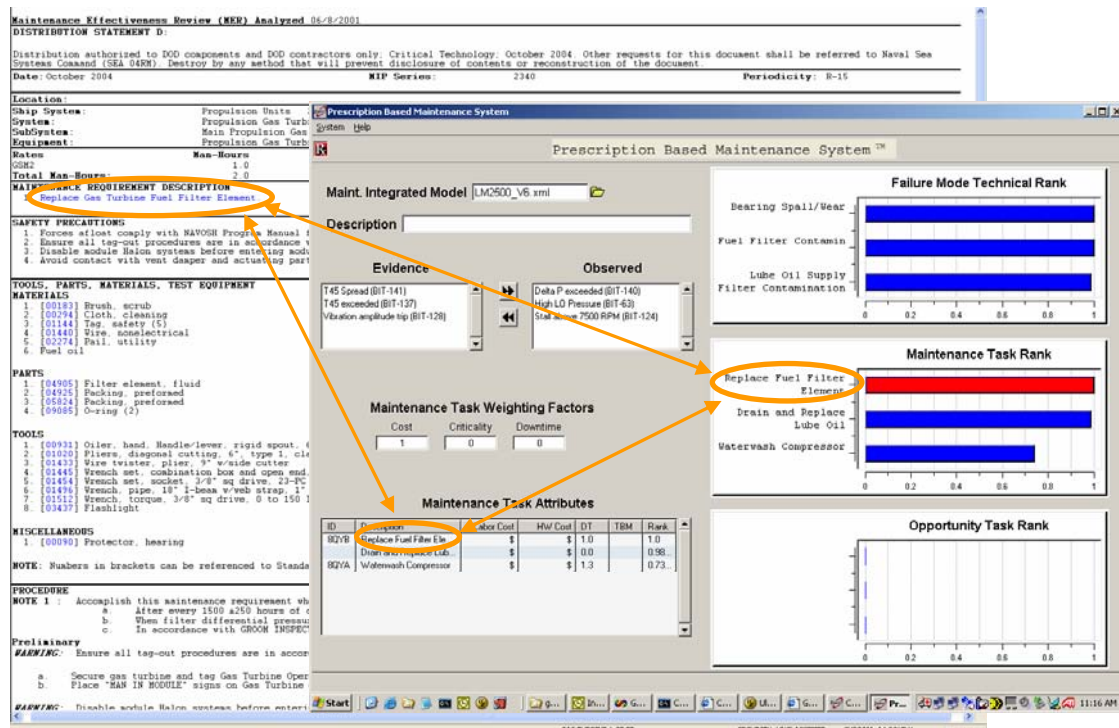 Maintenance Effectiveness Review (MER) Analyzed 06/8/2001
DISTRIBUTION STATEMENT D:
Distribution authorized to DOD components and DOD contractors only; Critical Technology; October 2004. Other requests for this document shall be referred to Naval Sea
Systems Command (SEA 04RM). Destroy by any method that will prevent disclosure of contents or reconstruction of the document.
Date: October 2004 MIP Series: 2340 Periodicity: R-15
Location:
Ship System: Propulsion Units
System: Propulsion Gas Turb
SubSystem: Main Propulsion Gas
Equipment: Propulsion Gas Turb
Rates Man-Hours
GSM2 1.0
Total Man-Hours: 2.0
MAINTENANCE REQUIREMENT DESCRIPTION
1. Replace Gas Turbine Fuel Filter Element.
SAFETY PRECAUTIONS
1. Forces afloat comply with NAVOSH Program Manual
2. Ensure all tag-out procedures are in accordance
3. Disable module Halon systems before entering modu
4. Avoid contact with vent damper and actuating part
TOOLS, PARTS, MATERIALS, TEST EQUIPMENT
MATERIALS
1. [00183] Brush, scrub
2. [00294] Cloth, cleaning
3. [01144] Tag, safety (5)
4. [01440] Wire, nonelectrical
5. [02274] Pail, utility
6. Fuel oil
PARTS
1. [04905] Filter element, fluid
2. [04925] Packing, preformed
3. [05824] Packing, preformed
4. [09085] O-ring (2)
TOOLS
1. [00931] Oiler, hand, Handle/lever, rigid spout,
2. [01020] Pliers, diagonal cutting, 6", type 1, cla
3. [01433] Wire twister, plier, 9" w/side cutter
4. [01445] Wrench set, combination box and open end,
5. [01454] Wrench set, socket, 3/8" sq drive, 23-PC
6. [01496] Wrench, pipe, 18" I-beam w/web strap, 1"
7. [01512] Wrench, torque, 3/8" sq drive, 0 to 150
8. [03437] Flashlight
MISCELLANEOUS
1. [00090] Protector, hearing
NOTE: Numbers in brackets can be referenced to Standa
PROCEDURE
NOTE 1 : Accomplish this maintenance requirement wh
a. After every 1500 ±250 hours of
b. When filter differential pressu
c. In accordance with GROOM INSPEC
Preliminary
WARNING: Ensure all tag-out procedures are in accor
a. Secure gas turbine and tag Gas Turbine Oper
b. Place "MAN IN MODULE" signs on Gas Turbine
WARNING: Disable module Halon systems before enteri
Prescription Based Maintenance System
System Help
Prescription Based Maintenance System ™
Maint. Integrated Model LM2500_V6.xml
Description
Evidence Observed
T45 Spread (BIT-141)
T45 exceeded (BIT-137)
Vibration amplitude trip (BIT-128)
Delta P exceeded (BIT-140)
High LO Pressure (BIT-63)
Stall above 7500 RPM (BIT-124)
Maintenance Task Weighting Factors
Cost Criticality Downtime
1 0 0
Maintenance Task Attributes
ID Description Labor Cost HW Cost DT TBM Rank
8QYB Replace Fuel Filter Ele... $ $ 1.0 1.0
Drain and Replace Lub... $ $ 0.0 0.98...
8QYA Waterwash Compressor $ $ 1.3 0.73...
Failure Mode Technical Rank
Bearing Spall/Wear
Fuel Filter Contamin
Lube Oil Supply
Filter Contamination
0 0.2 0.4 0.6 0.8 1
Maintenance Task Rank
Replace Fuel Filter
Element
Drain and Replace
Lube Oil
Waterwash Compressor
0 0.2 0.4 0.6 0.8 1
Opportunity Task Rank
0 0.2 0.4 0.6 0.8 1
Start
11:16 AM